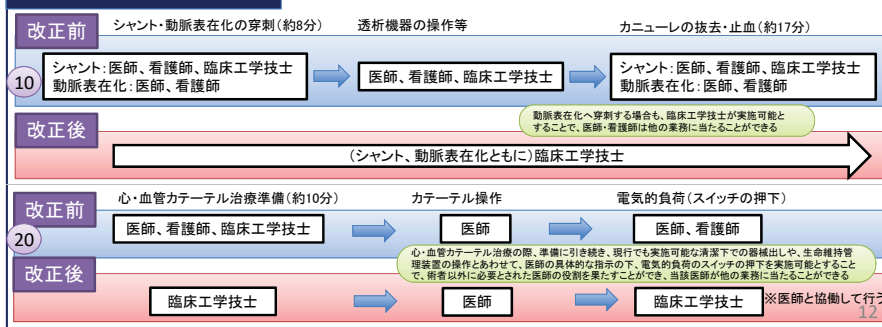 改正前
シャント・動脈表在化の穿刺(約8分)
透析機器の操作等
カニューレの抜去・止血(約17分)
⑩
シャント:医師、看護師、臨床工学技士
動脈表在化:医師、看護師
医師、看護師、臨床工学技士
シャント:医師、看護師、臨床工学技士
動脈表在化:医師、看護師
改正後
動脈表在化へ穿刺する場合も、臨床工学技士が実施可能と
することで、医師・看護師は他の業務に当たることができる
(シャント、動脈表在化ともに)臨床工学技士
改正前
心・血管カテーテル治療準備(約10分)
カテーテル操作
電気的負荷(スイッチの押下)
⑳
医師、看護師、臨床工学技士
医師
医師、看護師
改正後
心・血管カテーテル治療の際、準備に引き続き、現行でも実施可能な清潔下での器械出しや、生命維持管
理装置の操作とあわせて、医師の具体的な指示の下、電気的負荷のスイッチの押下を実施可能とすること
で、術者以外に必要とされた医師の役割を果たすことができ、当該医師が他の業務に当たることができる
臨床工学技士
医師
臨床工学技士
※医師と協働して行う
12